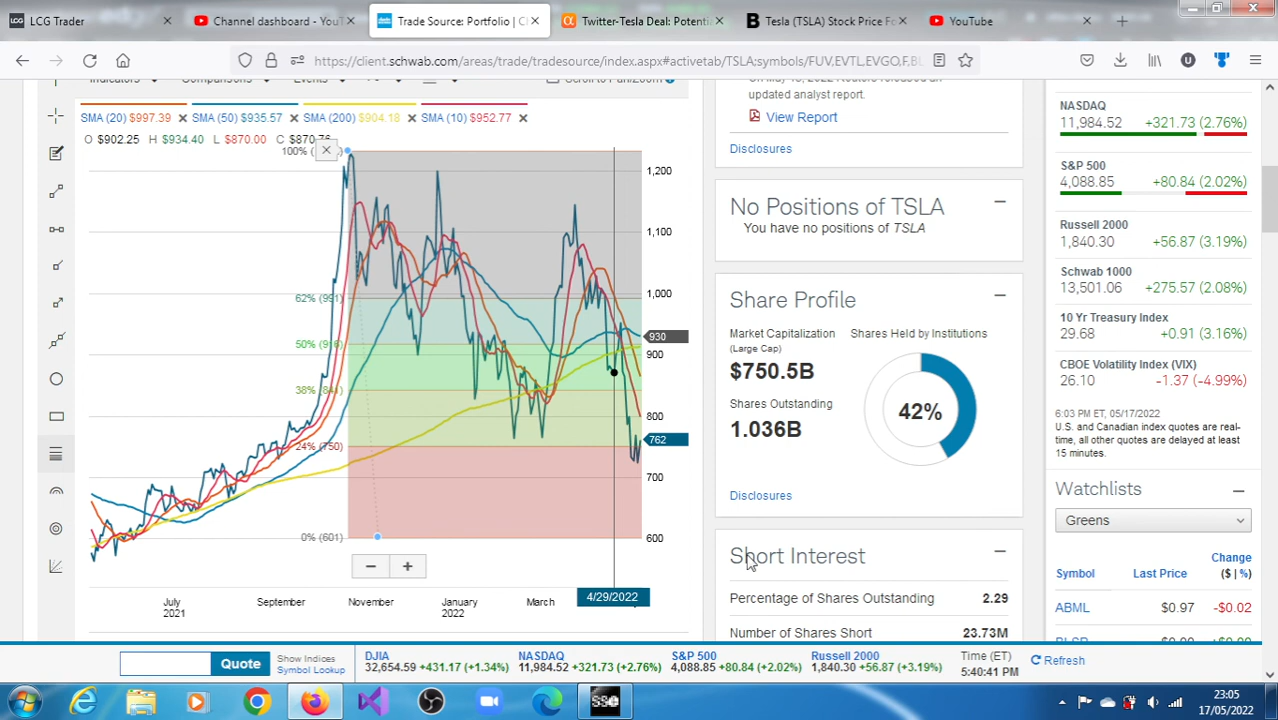 LCG LCG Trader ×
Channel dashboard - YouTu ×
Trade Source: Portfolio | Cl ×
α Twitter-Tesla Deal: Potenti ×
B Tesla (TSLA) Stock Price Fo ×
YouTube × +
https://client.schwab.com/areas/trade/tradesource/index.aspx#activetab/TSLA:symbols/FUV,EVTL,EVGO,F,BL
Indicators Comparisons Events
Scroll to Pan/Zoom
SMA (20) $997.39 × SMA (50) $935.57 × SMA (200) $904.18 × SMA (10) $952.77 ×
O $902.25 H $934.40 L $870.00 C $870.76
100% (
62% (991)
50% (916)
38% (841)
24% (750)
0% (601)
1,200
1,100
1,000
930
900
800
762
700
600
− +
4/29/2022
July
2021
September
November
January
2022
March
updated analyst report.
View Report
Disclosures
No Positions of TSLA
You have no positions of TSLA
Share Profile
Market Capitalization
(Large Cap)
$750.5B
Shares Outstanding
1.036B
Shares Held by Institutions
42%
Disclosures
Short Interest
Percentage of Shares Outstanding 2.29
Number of Shares Short 23.73M
NASDAQ
11,984.52 +321.73 (2.76%)
S&P 500
4,088.85 +80.84 (2.02%)
Russell 2000
1,840.30 +56.87 (3.19%)
Schwab 1000
13,501.06 +275.57 (2.08%)
10 Yr Treasury Index
29.68 +0.91 (3.16%)
CBOE Volatility Index (VIX)
26.10 -1.37 (-4.99%)
6:03 PM ET, 05/17/2022
U.S. and Canadian index quotes are real-
time, all other quotes are delayed at least
15 minutes.
Watchlists
Greens
Symbol Last Price Change
($ | %)
ABML $0.97 -$0.02
Quote
Show Indices
Symbol Lookup
DJIA
32,654.59 +431.17 (+1.34%)
NASDAQ
11,984.52 +321.73 (+2.76%)
S&P 500
4,088.85 +80.84 (+2.02%)
Russell 2000
1,840.30 +56.87 (+3.19%)
Time (ET)
5:40:41 PM
Refresh
23:05
17/05/2022